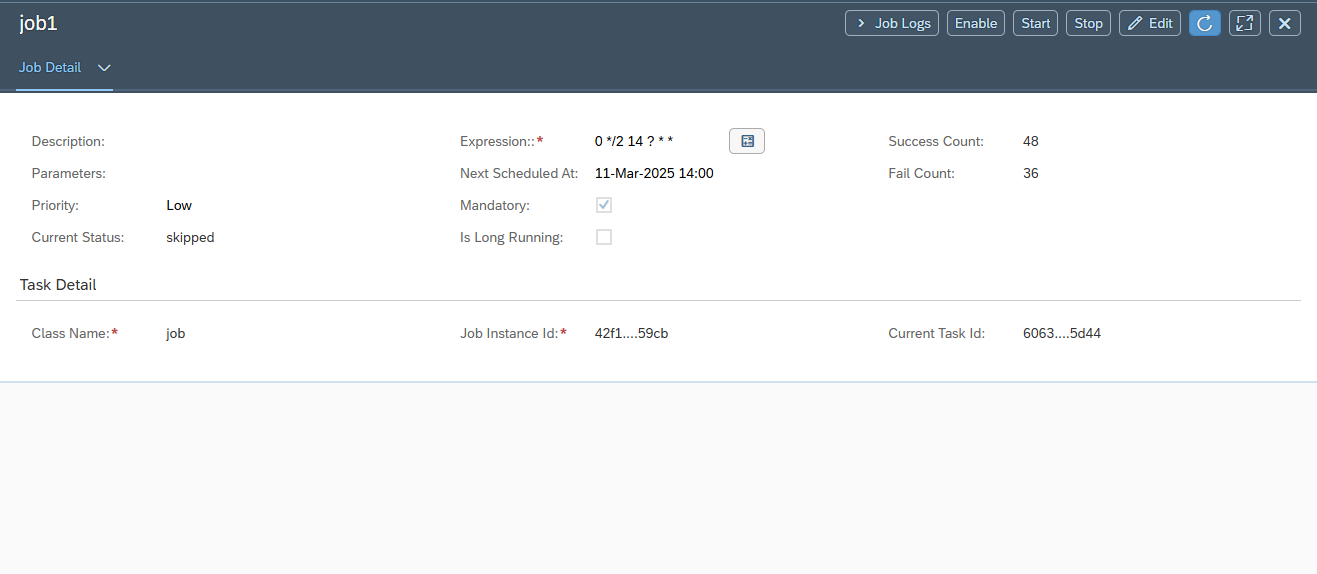 job1
Job Logs Enable Start Stop Edit
Job Detail
Description: Expression::* 0 */2 14 ? * * Success Count: 48
Parameters: Next Scheduled At: 11-Mar-2025 14:00 Fail Count: 36
Priority: Low Mandatory:
Current Status: skipped Is Long Running:
Task Detail
Class Name:* job Job Instance Id:* 42f1....59cb Current Task Id: 6063....5d44